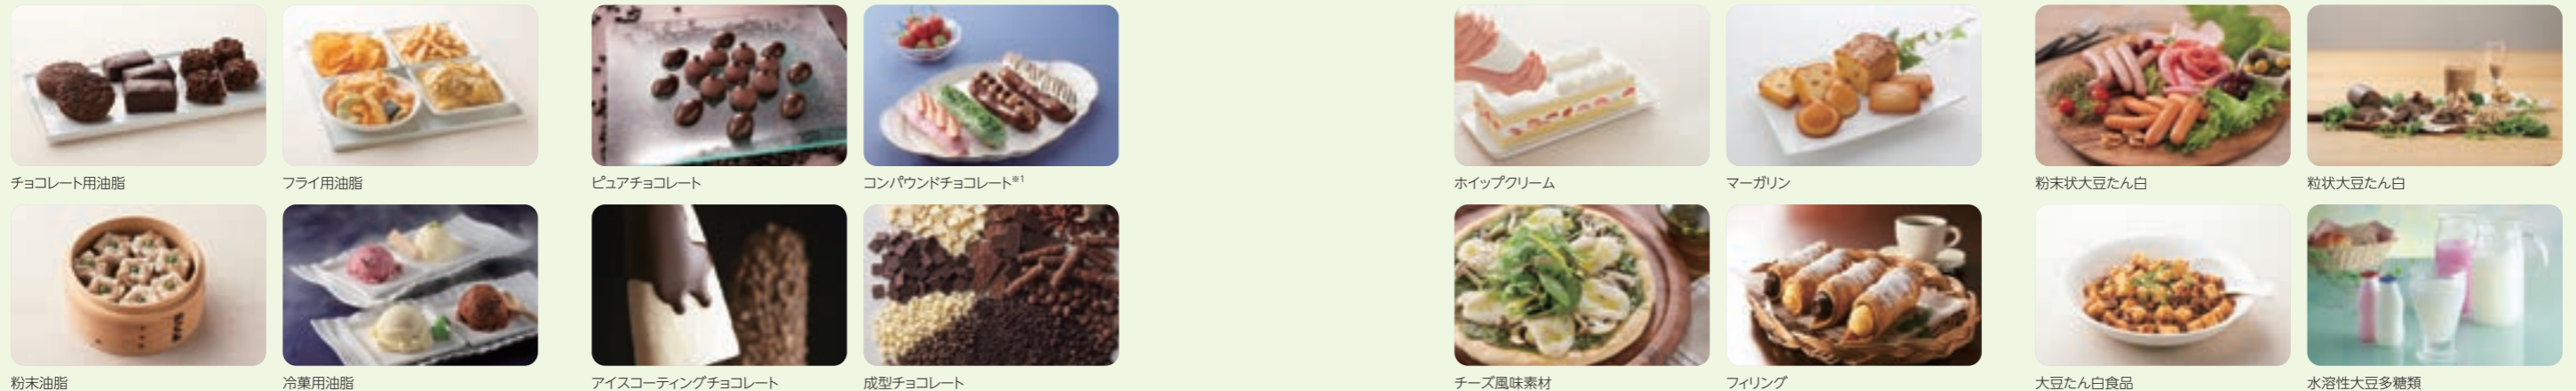 チョコレート用油脂
フライ用油脂
ピュアチョコレート
コンパウンドチョコレート※1
ホイップクリーム
マーガリン
粉末状大豆たん白
粒状大豆たん白
粉末油脂
冷菓用油脂
アイスコーティングチョコレート
成型チョコレート
チーズ風味素材
フィリング
大豆たん白食品
水溶性大豆多糖類